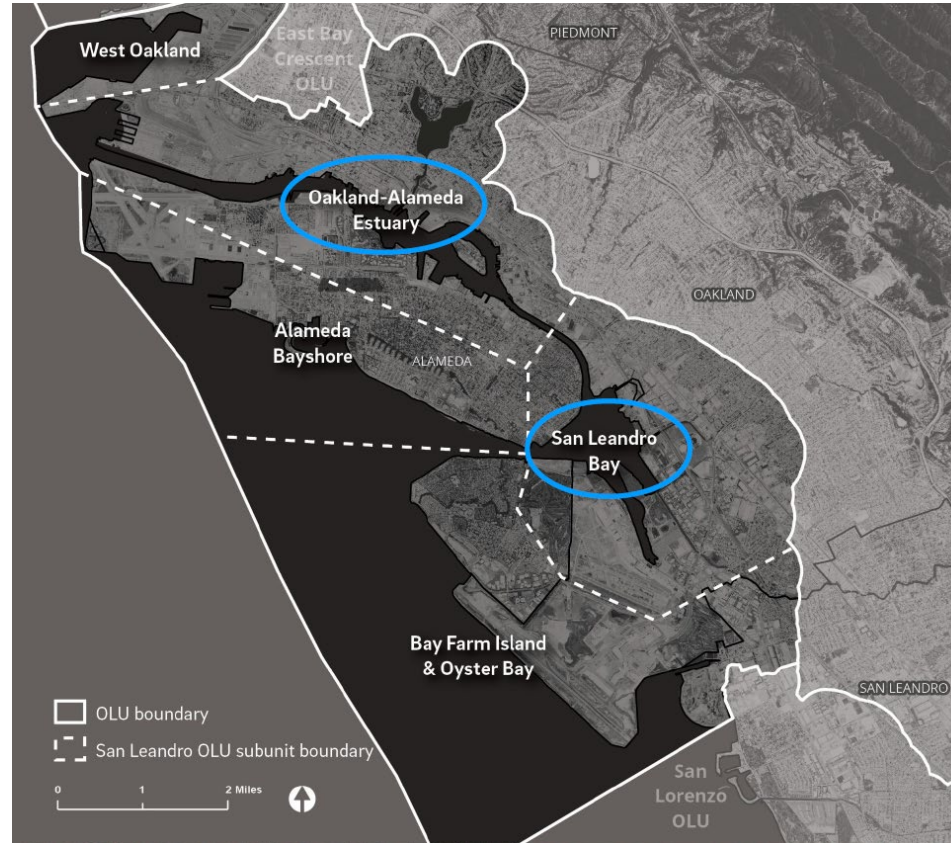 West Oakland
East Bay
Crescent
OLU
PIEDMONT
Oakland-Alameda
Estuary
OAKLAND
Alameda
Bayshore
ALAMEDA
San Leandro
Bay
Bay Farm Island
& Oyster Bay
SAN LEANDRO
OLU boundary
San Leandro OLU subunit boundary
0 1 2 Miles
San
Lorenzo
OLU